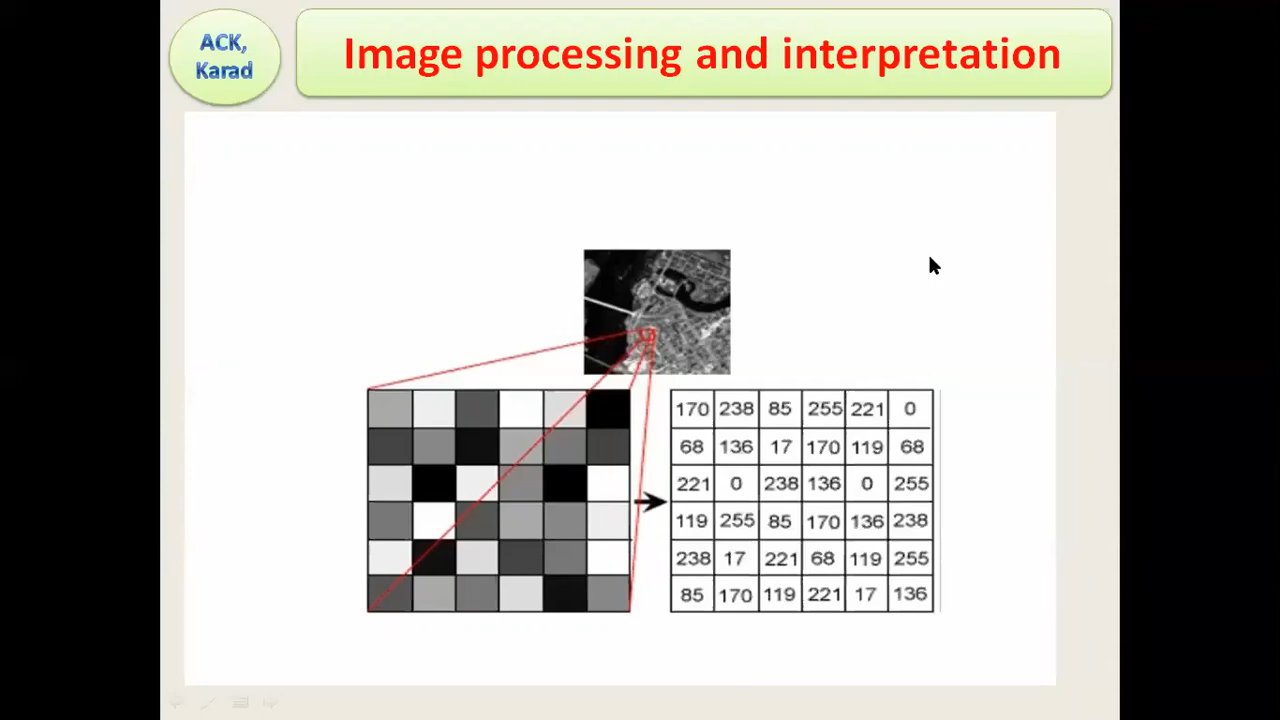 ACK,
Karad
Image processing and interpretation
170 238 85 255 221 0
68 136 17 170 119 68
221 0 238 136 0 255
119 255 85 170 136 238
238 17 221 68 119 255
85 170 119 221 17 136